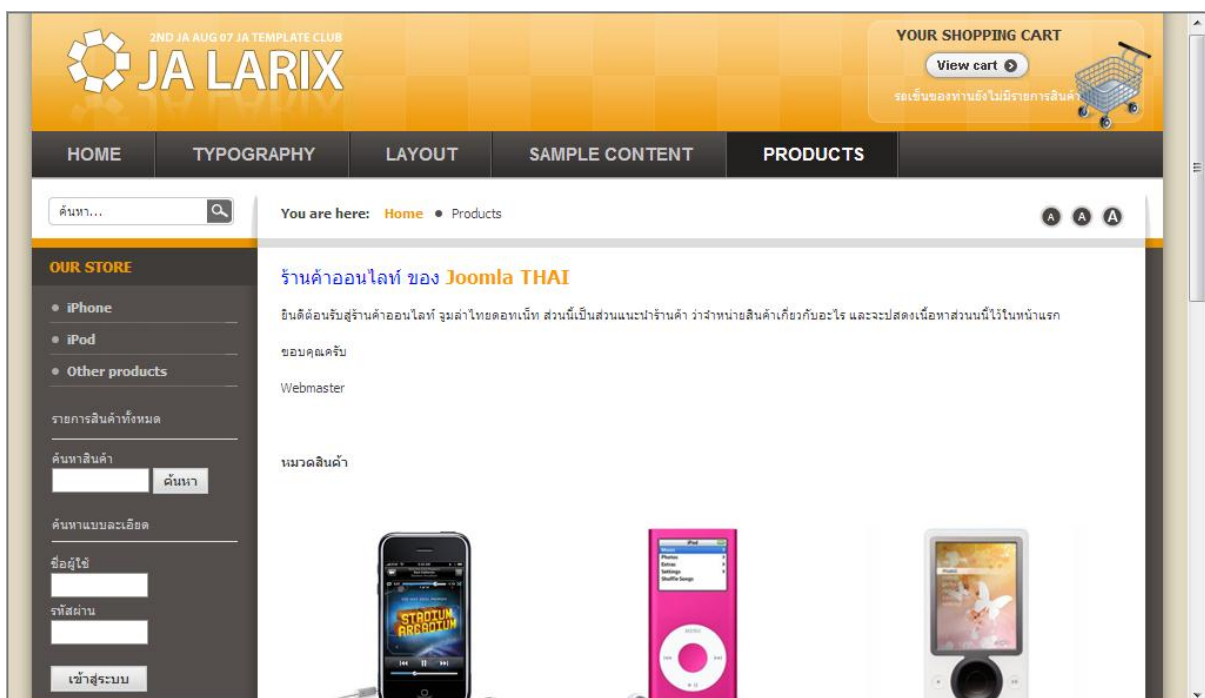 2ND JA AUG 07 JA TEMPLATE CLUB
JA LARIX
YOUR SHOPPING CART
View cart
รถเข็นของท่านยังไม่มีรายการสินค้า
HOME TYPOGRAPHY LAYOUT SAMPLE CONTENT PRODUCTS
ค้นหา...
You are here: Home • Products
A A A
OUR STORE
iPhone
iPod
Other products
รายการสินค้าทั้งหมด
ค้นหาสินค้า
ค้นหา
ค้นหาแบบละเอียด
ชื่อผู้ใช้
รหัสผ่าน
เข้าสู่ระบบ
ร้านค้าออนไลท์ ของ Joomla THAI
ยินดีต้อนรับสู่ร้านค้าออนไลท์ จูมล่าไทยดอทเน็ท ส่วนนี้เป็นส่วนแนะนำร้านค้า ว่าจำหน่ายสินค้าเกี่ยวกับอะไร และจะปสดงเนื้อหาส่วนนนี้ไว้ในหน้าแรก
ขอบคุณครับ
Webmaster
หมวดสินค้า
STADIUM
ARCADIUM
iPod
Music
Photos
Extras
Settings
Shuffle Songs
MENU